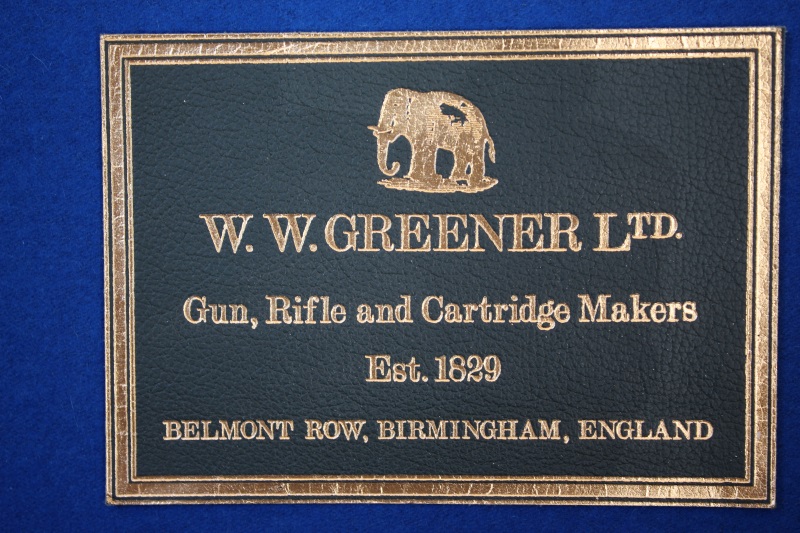 W. W. GREENER LTD.
Gun, Rifle and Cartridge Makers
Est. 1829
BELMONT ROW, BIRMINGHAM, ENGLAND